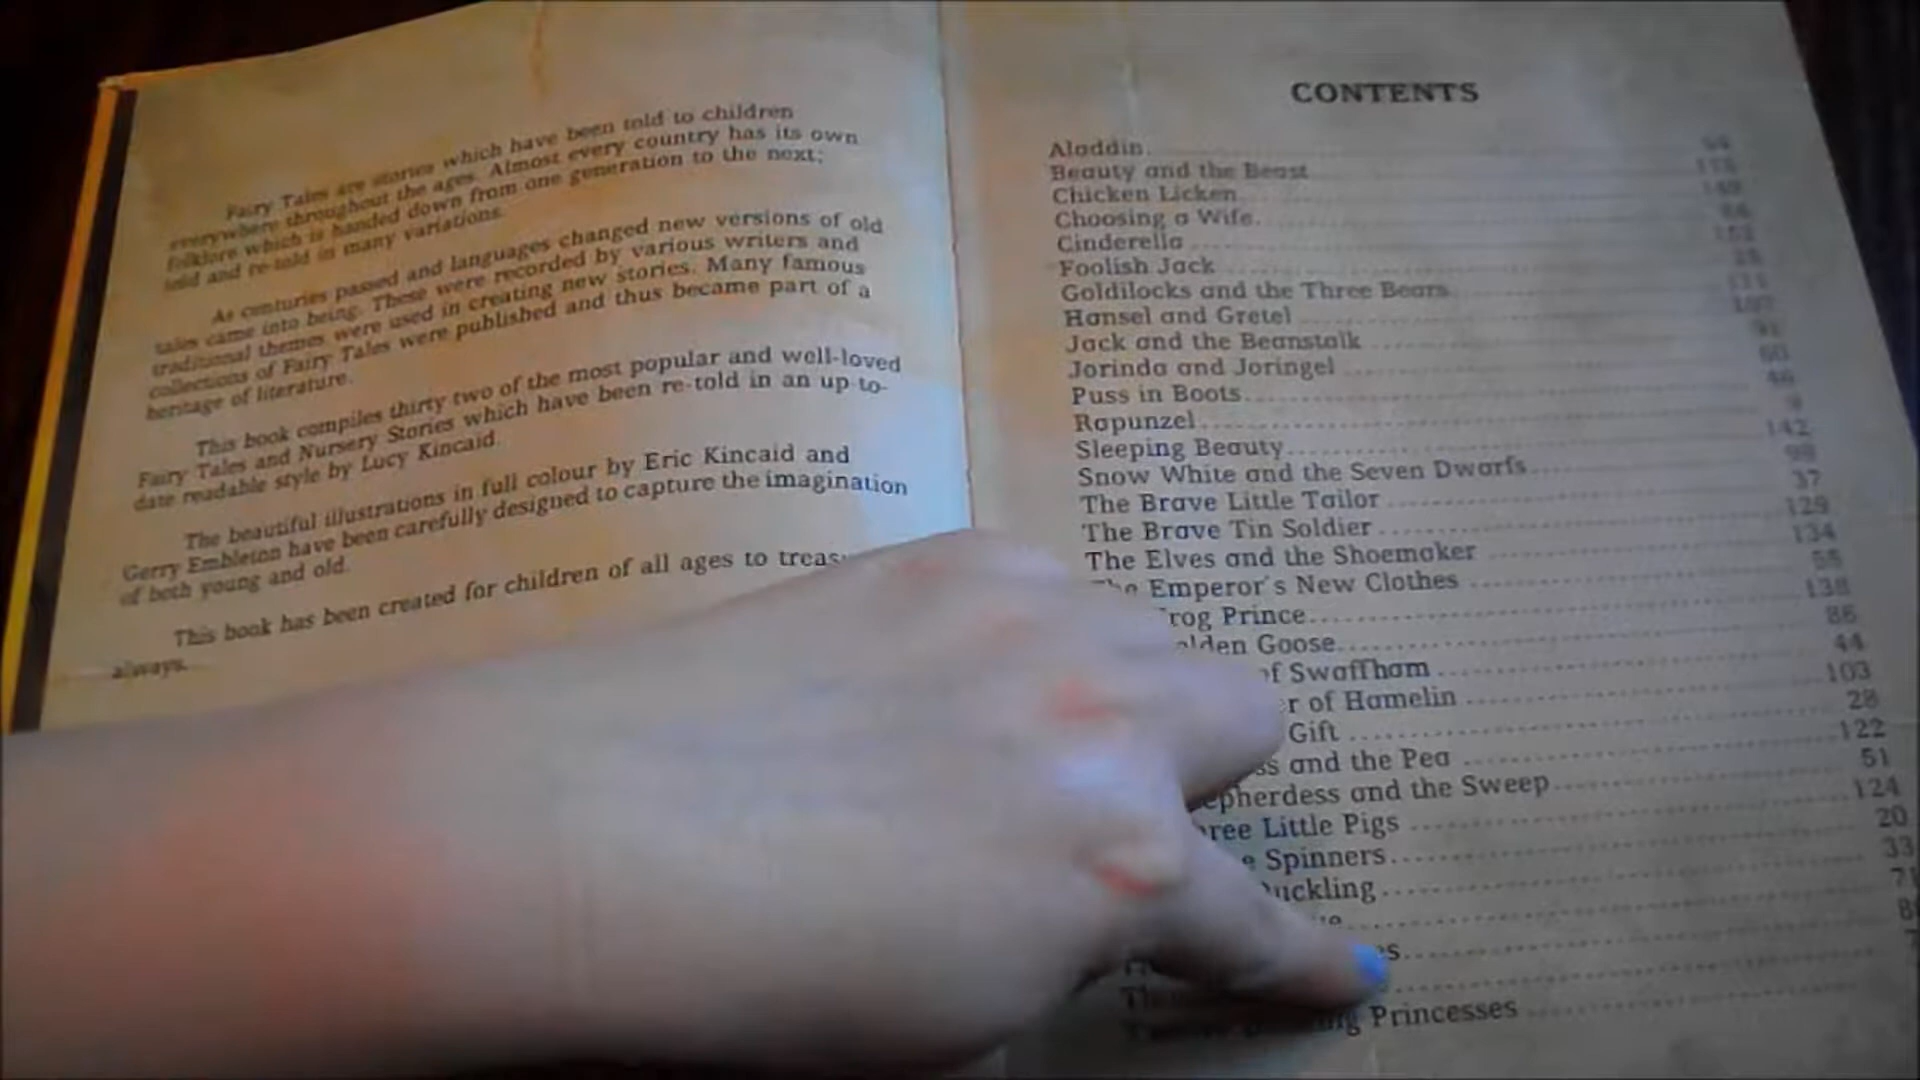 Fairy Tales are stories which have been told to children
everywhere throughout the ages. Almost every country has its own
folklore which is handed down from one generation to the next;
told and re-told in many variations.
As centuries passed and languages changed new versions of old
tales came into being. These were recorded by various writers and
traditional themes were used in creating new stories. Many famous
collections of Fairy Tales were published and thus became part of a
heritage of literature.
This book compiles thirty two of the most popular and well-loved
Fairy Tales and Nursery Stories which have been re-told in an up-to-
date readable style by Lucy Kincaid.
The beautiful illustrations in full colour by Eric Kincaid and
Gerry Embleton have been carefully designed to capture the imagination
of both young and old.
This book has been created for children of all ages to
always.
CONTENTS
Aladdin
Beauty and the Beast
Chicken Licken
Choosing a Wife
Cinderella
Foolish Jack
Goldilocks and the Three Bears
Hansel and Gretel
Jack and the Beanstalk
Jorinda and Joringel
Puss in Boots
Rapunzel
Sleeping Beauty 142
Snow White and the Seven Dwarfs
The Brave Little Tailor 37
The Brave Tin Soldier 129
The Elves and the Shoemaker 134
Emperor's New Clothes 55
Prince 138
Goose 86
of Swaffham 44
of Hamelin 103
Gift 28
and the Pea 122
and the Sweep 51
Little Pigs 124
Spinners 20
33
Princesses